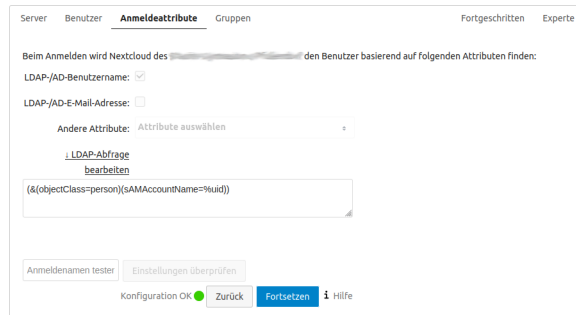 Server Benutzer Anmeldeattribute Gruppen Fortgeschritten Experte
Beim Anmelden wird Nextcloud des den Benutzer basierend auf folgenden Attributen finden:
LDAP-/AD-Benutzername:
LDAP-/AD-E-Mail-Adresse:
Andere Attribute: Attribute auswählen
↓ LDAP-Abfrage
bearbeiten
(&(objectClass=person)(sAMAccountName=%uid))
Anmeldenamen tester Einstellungen überprüfen
Konfiguration OK Zurück Fortsetzen i Hilfe